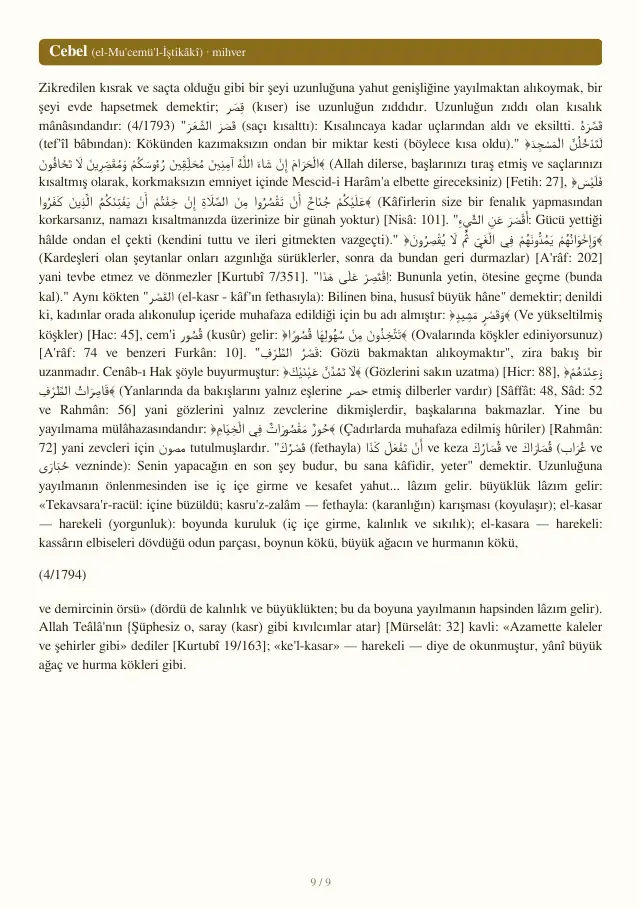 Cebel (el-Mu'cemü'l-İştikâkî) · mihver
Zikredilen kısrak ve saçta olduğu gibi bir şeyi uzunluğuna yahut genişliğine yayılmaktan alıkoymak, bir
şeyi evde hapsetmek demektir; قِصَر (kıser) ise uzunluğun zıddıdır. Uzunluğun zıddı olan kısalık
mânâsındandır: (4/1793) "قَصَرَ الشَّعَرَ (saçı kısalttı): Kısalıncaya kadar uçlarından aldı ve eksiltti. قَصَّرَهُ
(tef'îl bâbından): Kökünden kazımaksızın ondan bir miktar kesti (böylece kısa oldu)." ﴿لَتَدْخُلُنَّ الْمَسْجِدَ
الْحَرَامَ إِنْ شَاءَ اللَّهُ آمِنِينَ مُحَلِّقِينَ رُءُوسَكُمْ وَمُقَصِّرِينَ لَا تَخَافُونَ﴾ (Allah dilerse, başlarınızı tıraş etmiş ve saçlarınızı
kısaltmış olarak, korkmaksızın emniyet içinde Mescid-i Harâm'a elbette gireceksiniz) [Fetih: 27], ﴿فَلَيْسَ
عَلَيْكُمْ جُنَاحٌ أَنْ تَقْصُرُوا مِنَ الصَّلَاةِ إِنْ خِفْتُمْ أَنْ يَفْتِنَكُمُ الَّذِينَ كَفَرُوا﴾ (Kâfirlerin size bir fenalık yapmasından
korkarsanız, namazı kısaltmanızda üzerinize bir günah yoktur) [Nisâ: 101]. "أَقْصَرَ عَنِ الشَّيءِ: Gücü yettiği
hâlde ondan el çekti (kendini tuttu ve ileri gitmekten vazgeçti)." ﴿وَإِخْوَانُهُمْ يَمُدُّونَهُمْ فِي الْغَيِّ ثُمَّ لَا يُقْصِرُونَ﴾
(Kardeşleri olan şeytanlar onları azgınlığa sürüklerler, sonra da bundan geri durmazlar) [A'râf: 202]
yani tevbe etmez ve dönmezler [Kurtubî 7/351]. "اِقْتَصِرْ عَلَى هَذَا: Bununla yetin, ötesine geçme (bunda
kal)." Aynı kökten "القَصْر (el-kasr - kâf'ın fethasıyla): Bilinen bina, hususî büyük hâne" demektir; denildi
ki, kadınlar orada alıkonulup içeride muhafaza edildiği için bu adı almıştır: ﴿وَقَصْرٍ مَشِيدٍ﴾ (Ve yükseltilmiş
köşkler) [Hac: 45], cem'i قُصُور (kusûr) gelir: ﴿تَتَّخِذُونَ مِنْ سُهُولِهَا قُصُورًا﴾ (Ovalarında köşkler ediniyorsunuz)
[A'râf: 74 ve benzeri Furkân: 10]. "قَصْرُ الطَّرْفِ: Gözü bakmaktan alıkoymaktır", zira bakış bir
uzanmadır. Cenâb-ı Hak şöyle buyurmuştur: ﴿لَا تَمُدَّنَّ عَيْنَيْكَ﴾ (Gözlerini sakın uzatma) [Hicr: 88], ﴿وَعِنْدَهُمْ
قَاصِرَاتُ الطَّرْفِ﴾ (Yanlarında da bakışlarını yalnız eşlerine حصر etmiş dilberler vardır) [Sâffât: 48, Sâd: 52
ve Rahmân: 56] yani gözlerini yalnız zevclerine dikmişlerdir, başkalarına bakmazlar. Yine bu
yayılmama mülâhazasındandır: ﴿حُورٌ مَقْصُورَاتٌ فِي الْخِيَامِ﴾ (Çadırlarda muhafaza edilmiş hûriler) [Rahmân:
72] yani zevcleri için مصون tutulmuşlardır. "قَصْرُكَ (fethayla) أَنْ تَفْعَلَ كَذَا ve keza قَصَارُكَ ve قُصَارَاكَ (غُرَاب ve
حُبَارَى vezninde): Senin yapacağın en son şey budur, bu sana kâfidir, yeter" demektir. Uzunluğuna
yayılmanın önlenmesinden ise iç içe girme ve kesafet yahut... lâzım gelir. büyüklük lâzım gelir:
«Tekavsara'r-racül: içine büzüldü; kasru'z-zalâm — fethayla: (karanlığın) karışması (koyulaşır); el-kasar
— harekeli (yorgunluk): boyunda kuruluk (iç içe girme, kalınlık ve sıkılık); el-kasara — harekeli:
kassârın elbiseleri dövdüğü odun parçası, boynun kökü, büyük ağacın ve hurmanın kökü,
(4/1794)
ve demircinin örsü» (dördü de kalınlık ve büyüklükten; bu da boyuna yayılmanın hapsinden lâzım gelir).
Allah Teâlâ'nın {Şüphesiz o, saray (kasr) gibi kıvılcımlar atar} [Mürselât: 32] kavli: «Azamette kaleler
ve şehirler gibi» dediler [Kurtubî 19/163]; «ke'l-kasar» — harekeli — diye de okunmuştur, yânî büyük
ağaç ve hurma kökleri gibi.
9 / 9